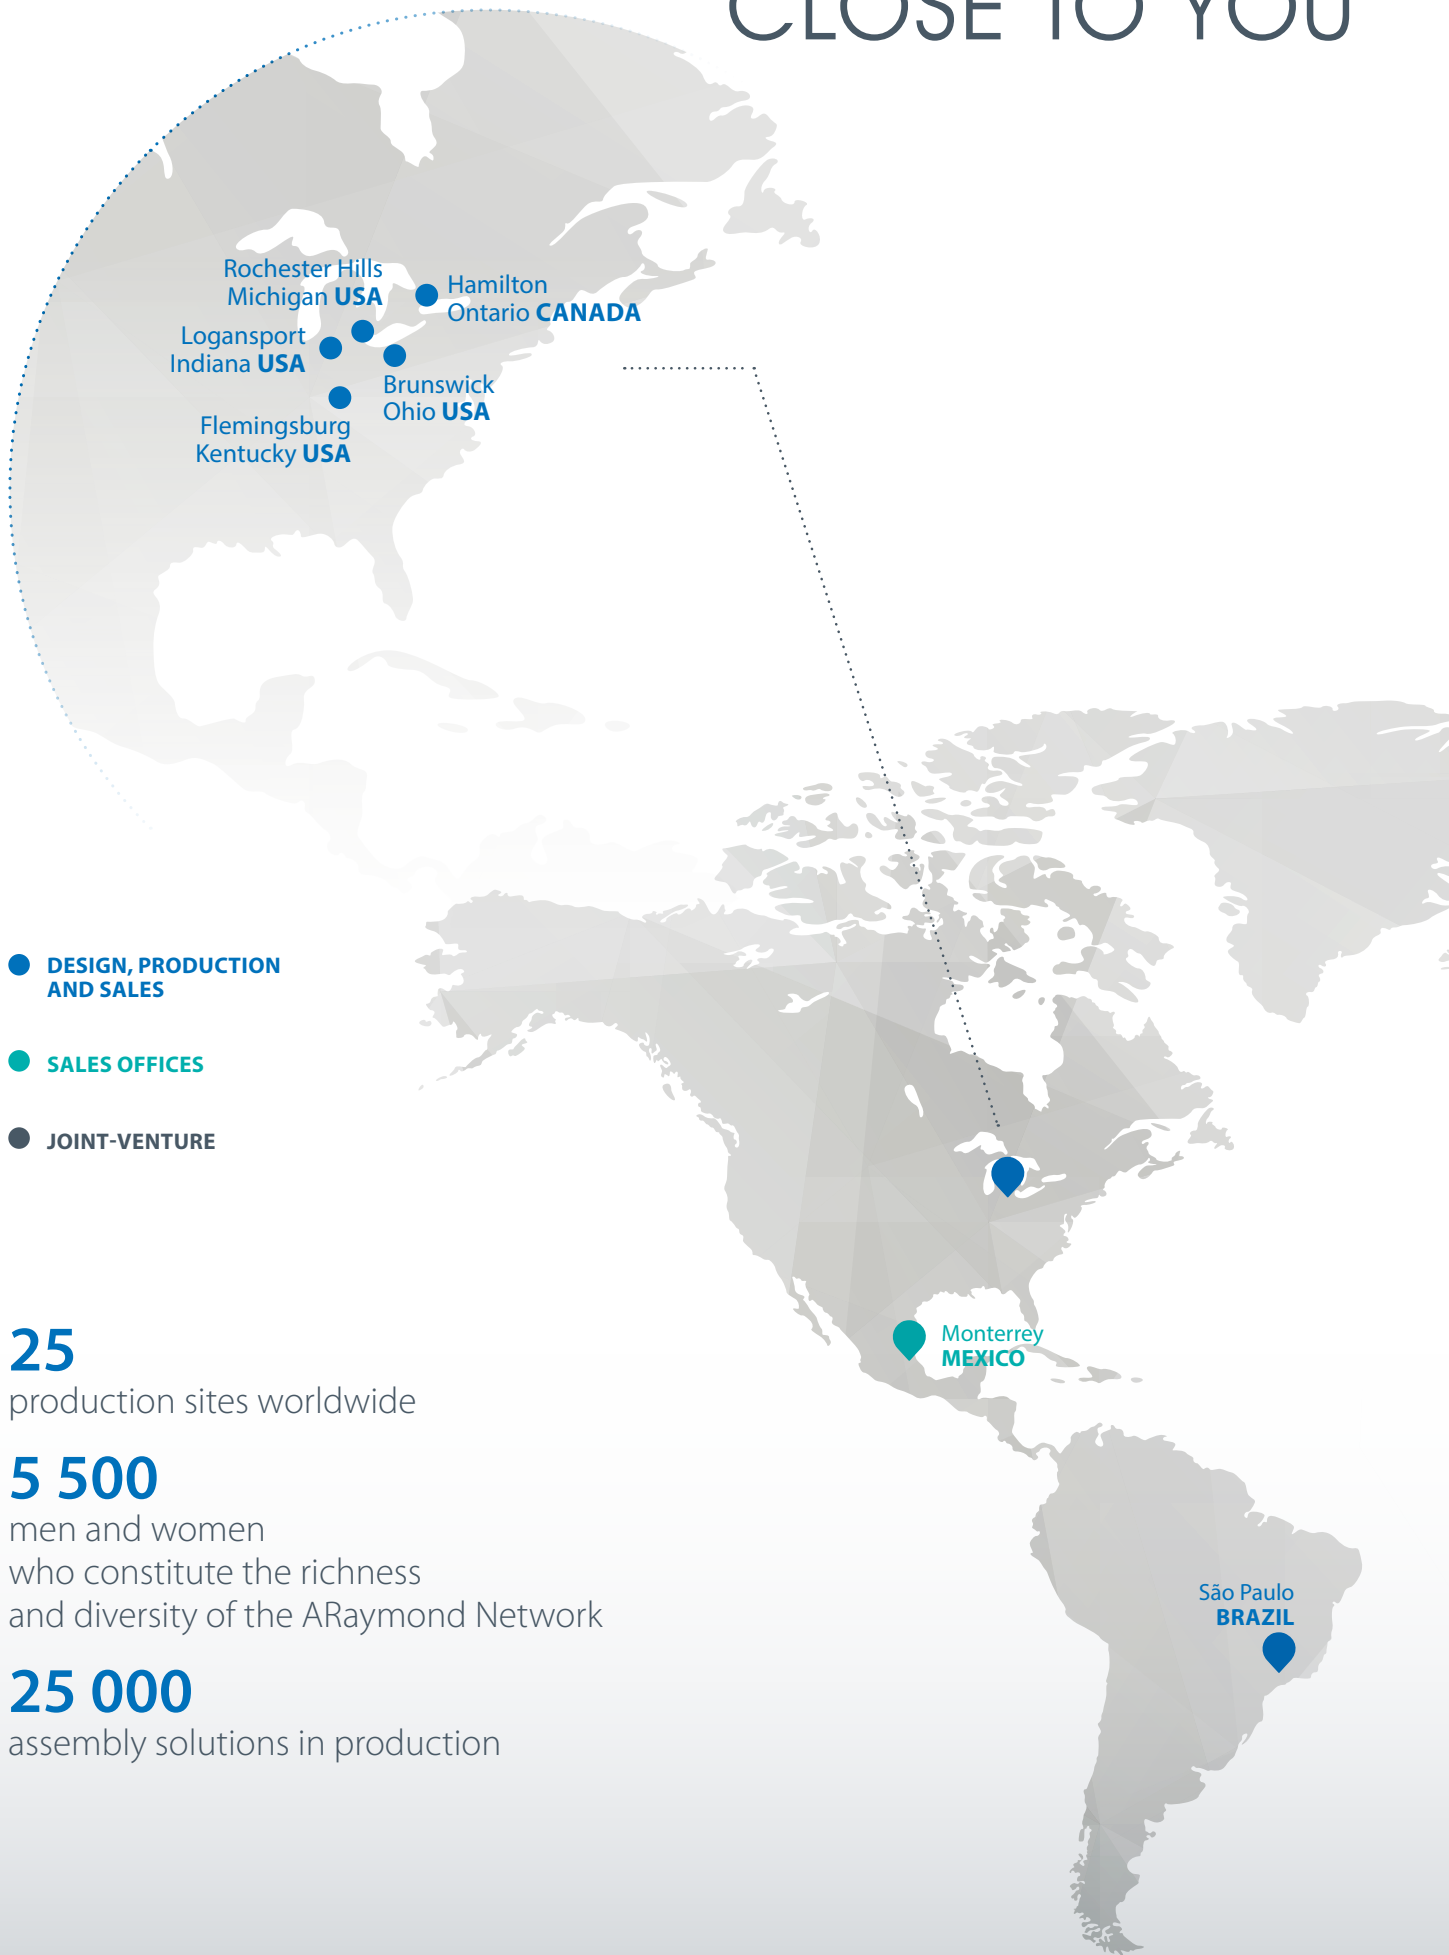 CLOSE TO YOU
Rochester Hills
Michigan USA
Hamilton
Ontario CANADA
Logansport
Indiana USA
Brunswick
Ohio USA
Flemingsburg
Kentucky USA
DESIGN, PRODUCTION
AND SALES
SALES OFFICES
JOINT-VENTURE
Monterrey
MEXICO
25
production sites worldwide
5 500
men and women
who constitute the richness
and diversity of the ARaymond Network
São Paulo
BRAZIL
25 000
assembly solutions in production